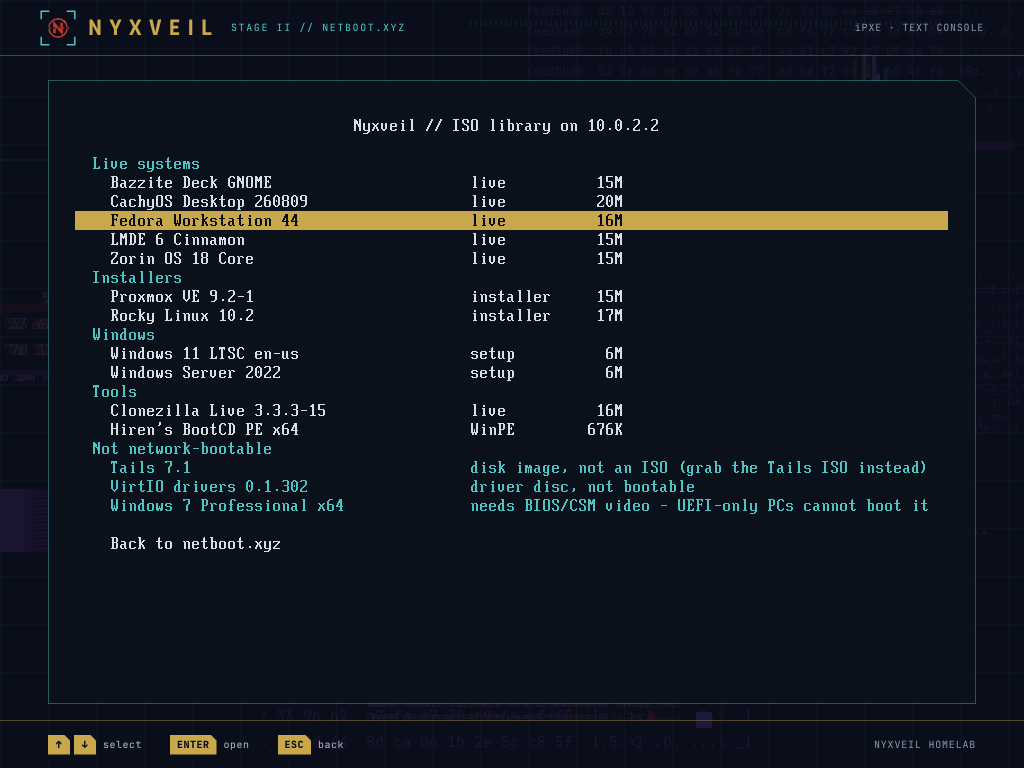 NYXVEIL STAGE II // NETBOOT.XYZ iPXE · TEXT CONSOLE
Nyxveil // ISO library on 10.0.2.2
Live systems
Bazzite Deck GNOME live 15M
CachyOS Desktop 260809 live 20M
Fedora Workstation 44 live 16M
LMDE 6 Cinnamon live 15M
Zorin OS 18 Core live 15M
Installers
Proxmox VE 9.2-1 installer 15M
Rocky Linux 10.2 installer 17M
Windows
Windows 11 LTSC en-us setup 6M
Windows Server 2022 setup 6M
Tools
Clonezilla Live 3.3.3-15 live 16M
Hiren's BootCD PE x64 WinPE 676K
Not network-bootable
Tails 7.1 disk image, not an ISO (grab the Tails ISO instead)
VirtIO drivers 0.1.302 driver disc, not bootable
Windows 7 Professional x64 needs BIOS/CSM video - UEFI-only PCs cannot boot it
Back to netboot.xyz
↑ ↓ select ENTER open ESC back NYXVEIL HOMELAB